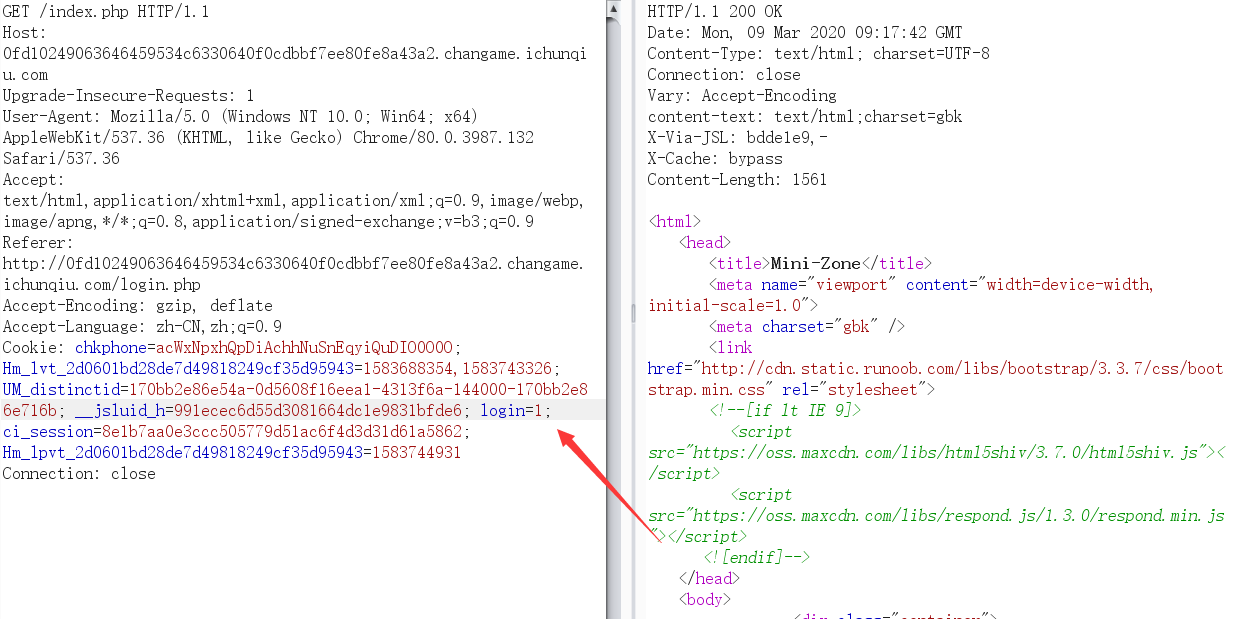 GET /index.php HTTP/1.1
Host:
0fd10249063646459534c6330640f0cdbbf7ee80fe8a43a2.changame.ichunqi
u.com
Upgrade-Insecure-Requests: 1
User-Agent: Mozilla/5.0 (Windows NT 10.0; Win64; x64)
AppleWebKit/537.36 (KHTML, like Gecko) Chrome/80.0.3987.132
Safari/537.36
Accept:
text/html,application/xhtml+xml,application/xml;q=0.9,image/webp,
image/apng,*/*;q=0.8,application/signed-exchange;v=b3;q=0.9
Referer:
http://0fd10249063646459534c6330640f0cdbbf7ee80fe8a43a2.changame.
ichunqiu.com/login.php
Accept-Encoding: gzip, deflate
Accept-Language: zh-CN,zh;q=0.9
Cookie: chkphone=acWxNpxhQpDiAchhNuSnEqyiQuDIO0O0O;
Hm_lvt_2d0601bd28de7d49818249cf35d95943=1583688354,1583743326;
UM_distinctid=170bb2e86e54a-0d5608f16eea1-4313f6a-144000-170bb2e8
6e716b; __jsluid_h=991ecec6d55d3081664dc1e9831bfde6; login=1;
ci_session=8e1b7aa0e3ccc505779d51ac6f4d3d31d61a5862;
Hm_lpvt_2d0601bd28de7d49818249cf35d95943=1583744931
Connection: close
HTTP/1.1 200 OK
Date: Mon, 09 Mar 2020 09:17:42 GMT
Content-Type: text/html; charset=UTF-8
Connection: close
Vary: Accept-Encoding
content-text: text/html;charset=gbk
X-Via-JSL: bdde1e9,-
X-Cache: bypass
Content-Length: 1561
<html>
<head>
<title>Mini-Zone</title>
<meta name="viewport" content="width=device-width,
initial-scale=1.0">
<meta charset="gbk" />
<link
href="http://cdn.static.runoob.com/libs/bootstrap/3.3.7/css/boot
strap.min.css" rel="stylesheet">
<!--[if lt IE 9]>
<script
src="https://oss.maxcdn.com/libs/html5shiv/3.7.0/html5shiv.js"><
/script>
<script
src="https://oss.maxcdn.com/libs/respond.js/1.3.0/respond.min.js
"></script>
<![endif]-->
</head>
<body>
<div class="container">